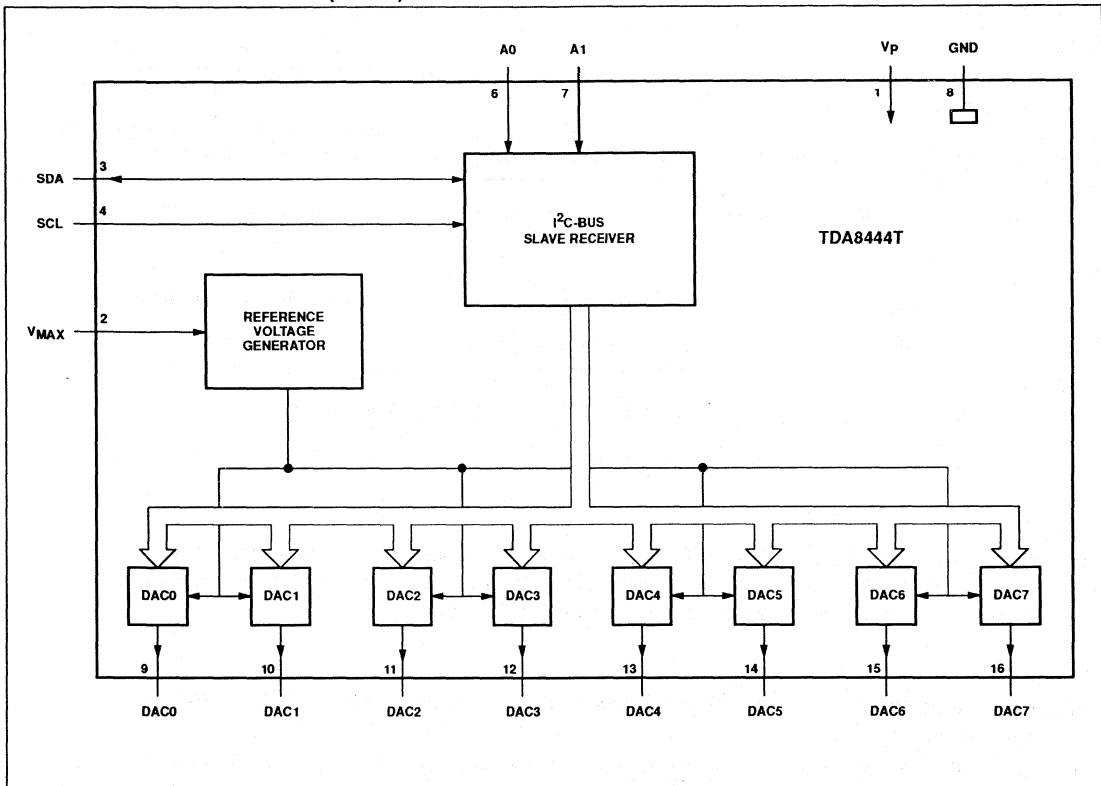 A0 A1 VP GND
6 7 1 8
3
SDA
4
SCL
I²C-BUS
SLAVE RECEIVER
TDA8444T
2
VMAX
REFERENCE
VOLTAGE
GENERATOR
DAC0 DAC1 DAC2 DAC3 DAC4 DAC5 DAC6 DAC7
9 10 11 12 13 14 15 16
DAC0 DAC1 DAC2 DAC3 DAC4 DAC5 DAC6 DAC7